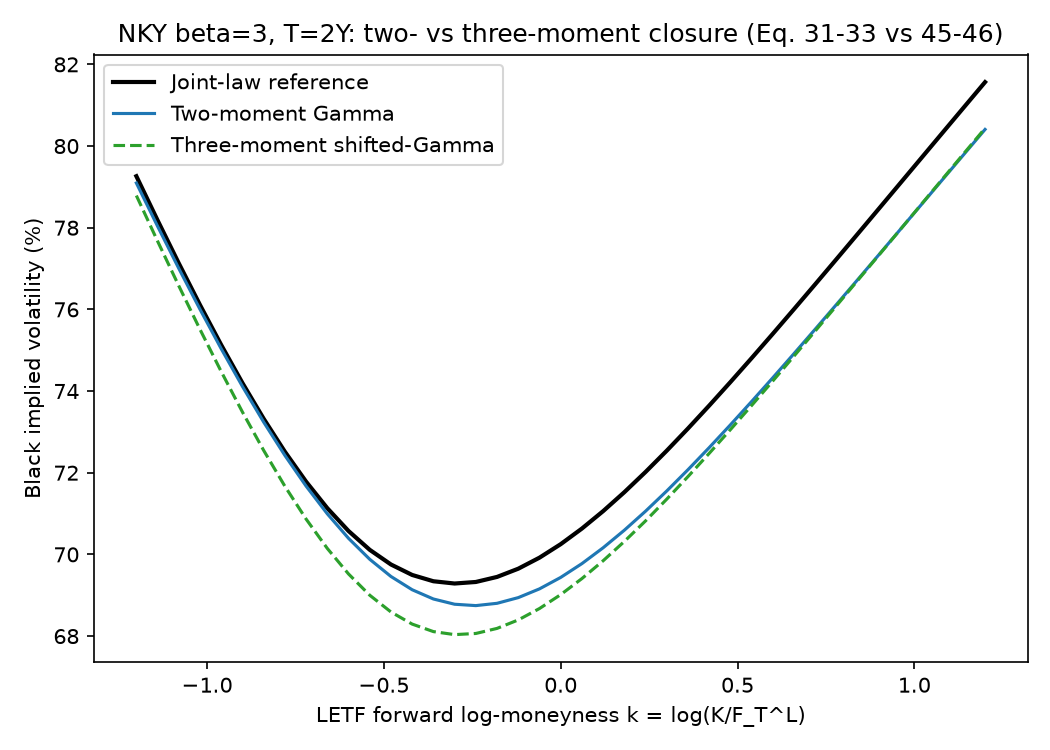 NKY beta=3, T=2Y: two- vs three-moment closure (Eq. 31-33 vs 45-46)
Joint-law reference
Two-moment Gamma
Three-moment shifted-Gamma
Black implied volatility (%)
82
80
78
76
74
72
70
68
−1.0 −0.5 0.0 0.5 1.0
LETF forward log-moneyness k = log(K/F_T^L)